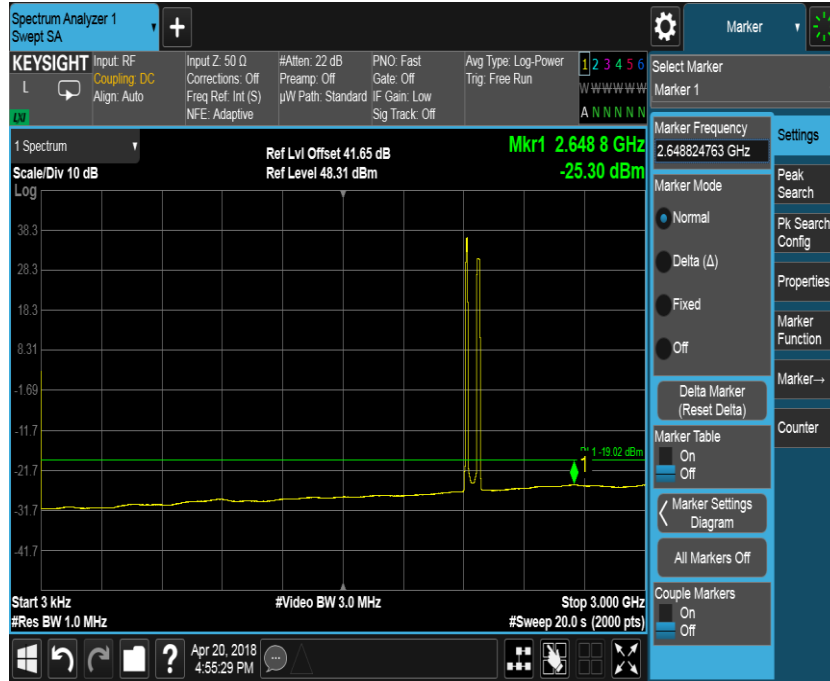 Spectrum Analyzer 1
Swept SA
+
Marker
KEYSIGHT
L
LXI
Input: RF
Coupling: DC
Align: Auto
Input Z: 50 Ω
Corrections: Off
Freq Ref: Int (S)
NFE: Adaptive
#Atten: 22 dB
Preamp: Off
µW Path: Standard
PNO: Fast
Gate: Off
IF Gain: Low
Sig Track: Off
Avg Type: Log-Power
Trig: Free Run
1 2 3 4 5 6
W W W W W W
A N N N N N
Select Marker
Marker 1
1 Spectrum
Scale/Div 10 dB
Log
Ref Lvl Offset 41.65 dB
Ref Level 48.31 dBm
Mkr1 2.648 8 GHz
-25.30 dBm
38.3
28.3
18.3
8.31
-1.69
-11.7
-21.7
-31.7
-41.7
1 -19.02 dBm
1
Start 3 kHz
#Res BW 1.0 MHz
#Video BW 3.0 MHz
Stop 3.000 GHz
#Sweep 20.0 s (2000 pts)
Marker Frequency
2.648824763 GHz
Marker Mode
Normal
Delta (Δ)
Fixed
Off
Delta Marker
(Reset Delta)
Marker Table
On
Off
Marker Settings
Diagram
All Markers Off
Couple Markers
On
Off
Settings
Peak
Search
Pk Search
Config
Properties
Marker
Function
Marker→
Counter
?
Apr 20, 2018
4:55:29 PM